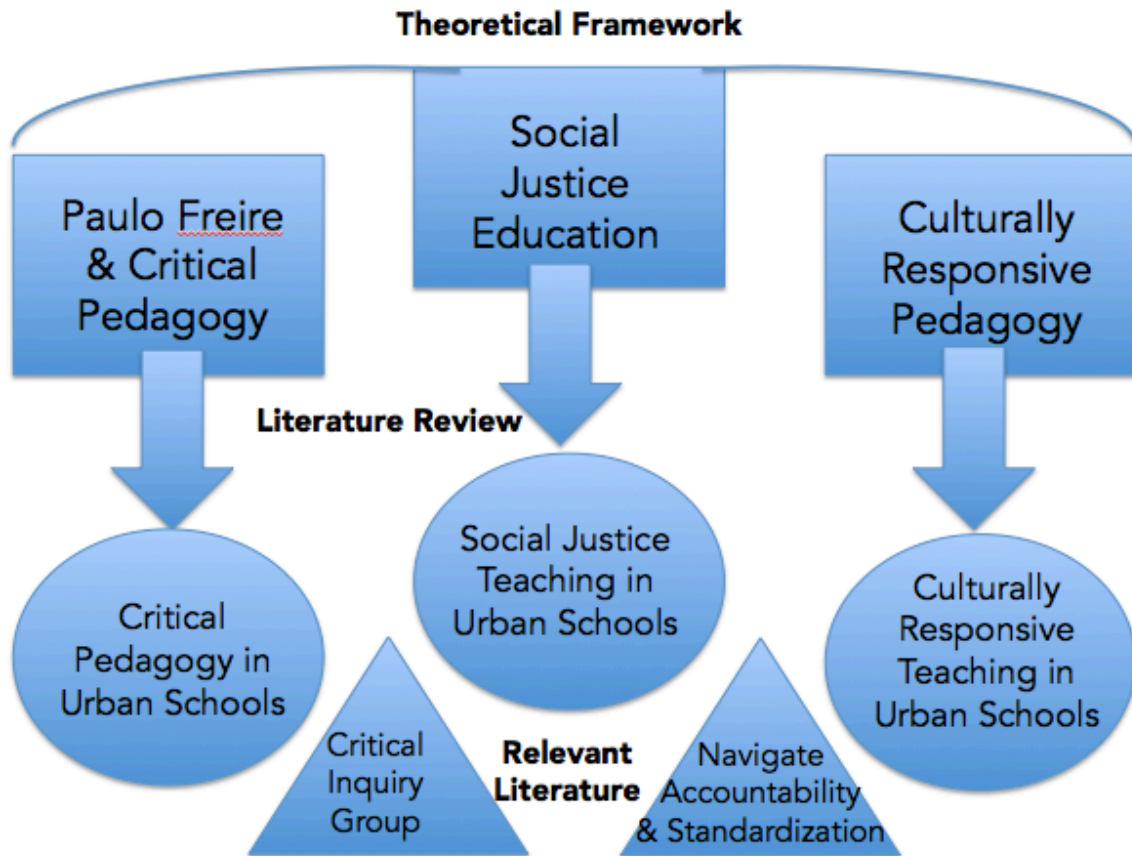 Theoretical Framework
Paulo Freire
& Critical
Pedagogy
Social
Justice
Education
Culturally
Responsive
Pedagogy
Literature Review
Critical
Pedagogy in
Urban Schools
Social Justice
Teaching in
Urban Schools
Culturally
Responsive
Teaching in
Urban Schools
Critical
Inquiry
Group
Relevant
Literature
Navigate
Accountability
& Standardization